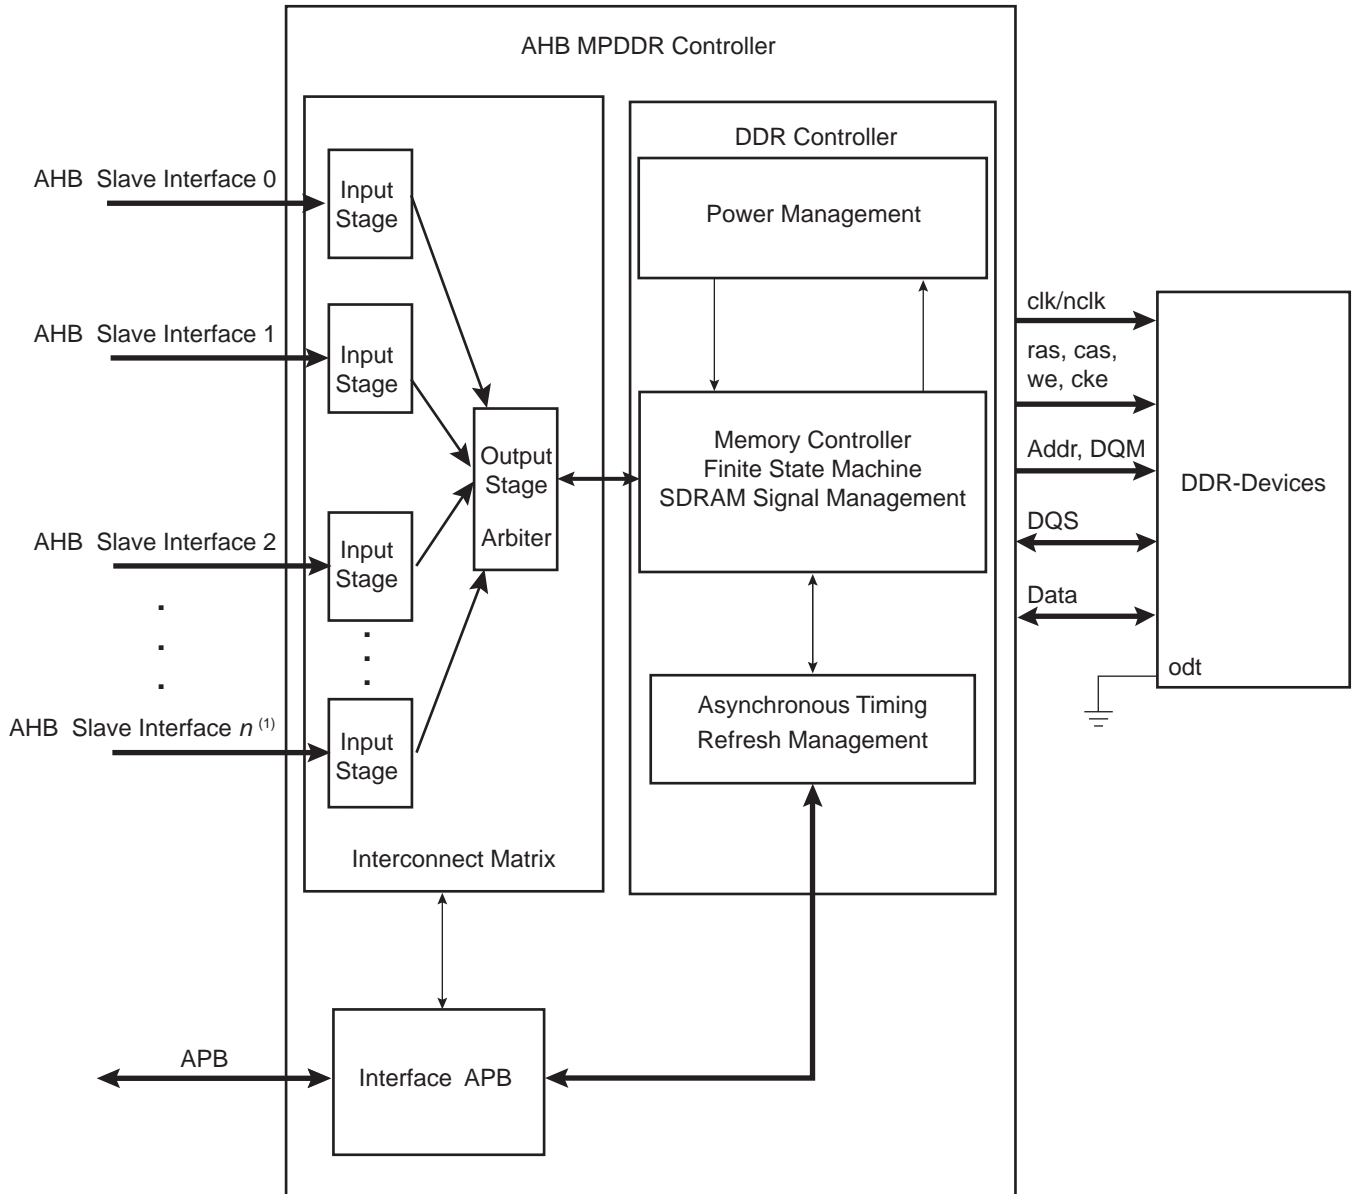 AHB MPDDR Controller
DDR Controller
AHB Slave Interface 0
Input
Stage
Power Management
AHB Slave Interface 1
Input
Stage
clk/nclk
ras, cas,
we, cke
Output
Stage
Arbiter
Memory Controller
Finite State Machine
SDRAM Signal Management
Addr, DQM
DDR-Devices
AHB Slave Interface 2
Input
Stage
DQS
Data
odt
AHB Slave Interface n (1)
Input
Stage
Asynchronous Timing
Refresh Management
Interconnect Matrix
APB
Interface APB